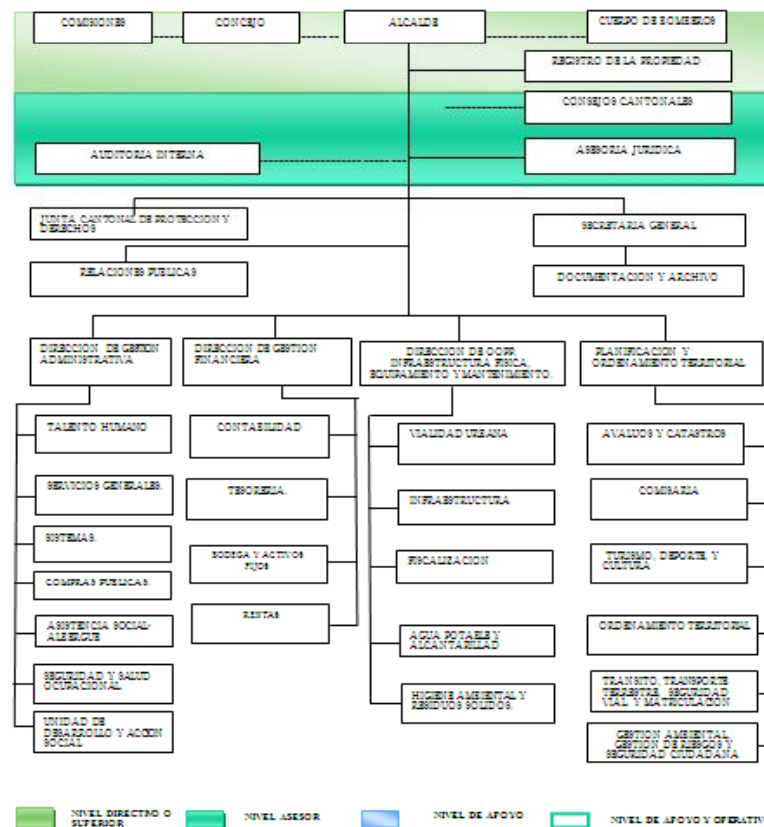 COMISIONES
CONCEJO
ALCALDE
CUERPO DE BOMBEROS
REGISTRO DE LA PROPIEDAD
CONSEJOS CANTONALES
AUDITORIA INTERNA
ASESORIA JURIDICA
JUNTA CANTONAL DE PROTECCION Y
DERECHOS
SECRETARIA GENERAL
RELACIONES PUBLICAS
DOCUMENTACION Y ARCHIVO
DIRECCION DE GESTION
ADMINISTRATIVA
DIRECCION DE GESTION
FINANCIERA
DIRECCION DE OOPP,
INFRAESTRUCTURA FISICA,
EQUIPAMIENTO Y MANTENIMIENTO.
PLANIFICACION Y
ORDENAMIENTO TERRITORIAL
TALENTO HUMANO
SERVICIOS GENERALES.
SISTEMAS.
COMPRAS PUBLICAS.
ASISTENCIA SOCIAL-
ALBERGUE
SEGURIDAD Y SALUD
OCUPACIONAL.
UNIDAD DE
DESARROLLO Y ACCION
SOCIAL
CONTABILIDAD
TESORERIA.
BODEGA Y ACTIVOS
FIJOS
RENTAS
VIALIDAD URBANA
INFRAESTRUCTURA
FISCALIZACION
AGUA POTABLE Y
ALCANTARILLAD
HIGIENE AMBIENTAL Y
RESIDUOS SOLIDOS.
AVALUOS Y CATASTROS
COMISARIA
TURISMO, DEPORTE, Y
CULTURA
ORDENAMIENTO TERRITORIAL
TRANSITO, TRANSPORTE
TERRESTRE, SEGURIDAD
VIAL Y MATRICULACION
GESTION AMBIENTAL,
GESTION DE RIESGOS Y
SEGURIDAD CIUDADANA
NIVEL DIRECTIVO O
SUPERIOR
NIVEL ASESOR
NIVEL DE APOYO
NIVEL DE APOYO Y OPERATIV